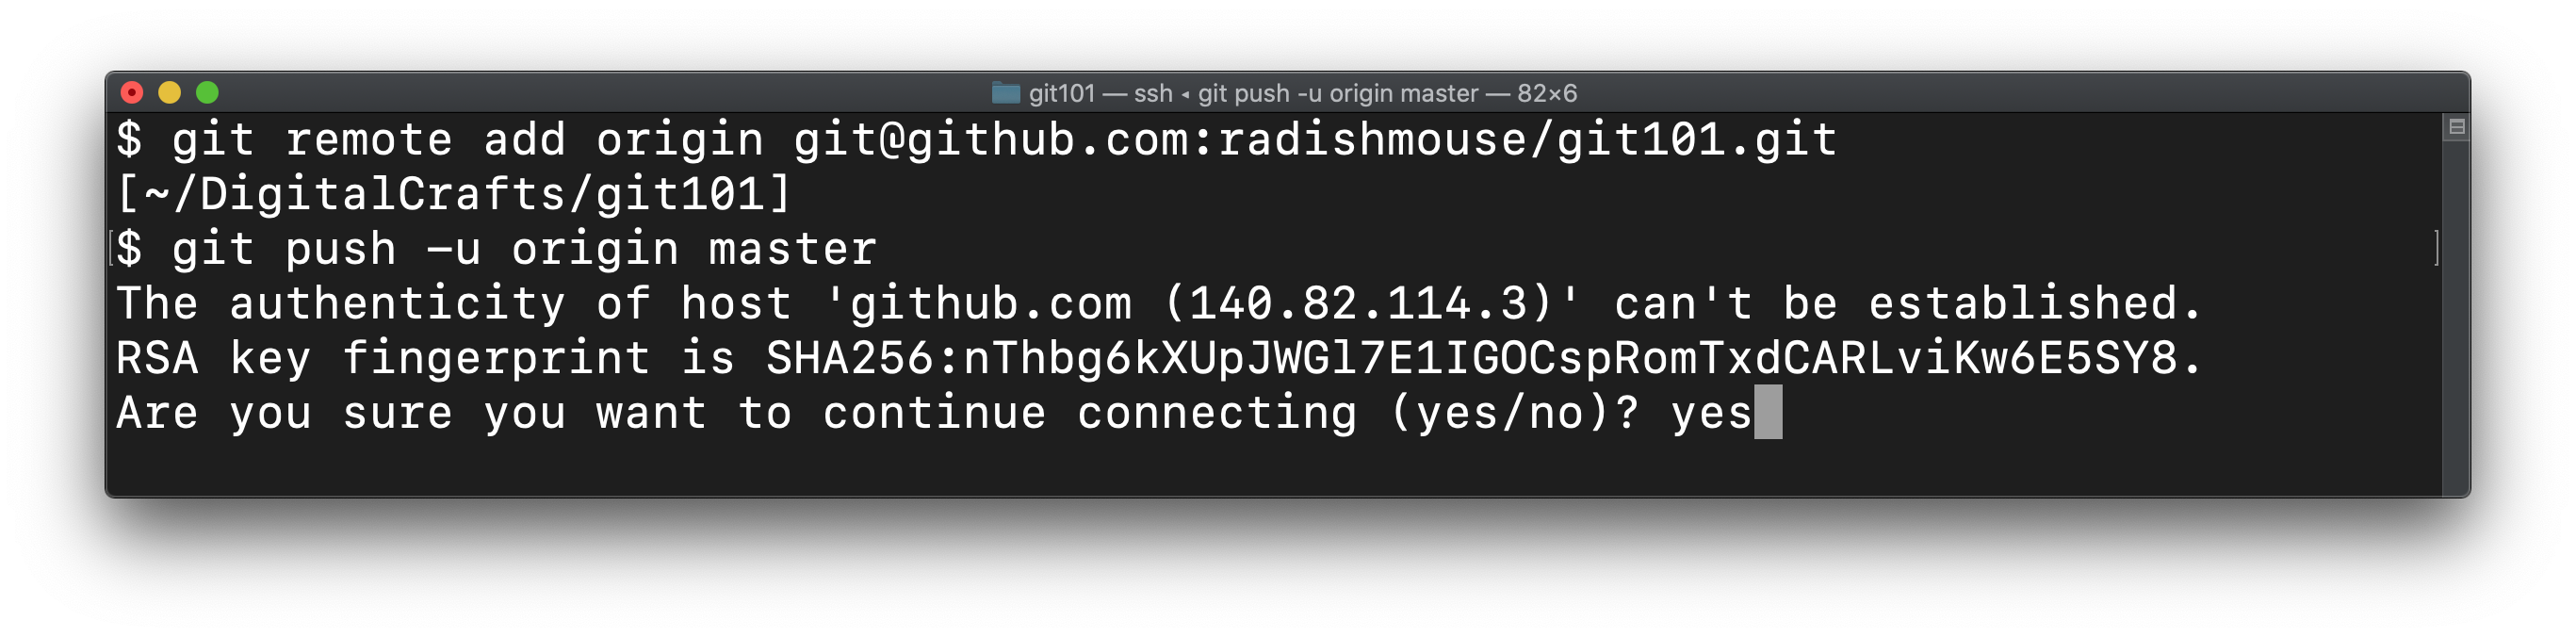 git101 — ssh ◂ git push -u origin master — 82×6
$ git remote add origin git@github.com:radishmouse/git101.git
[~/DigitalCrafts/git101]
[$ git push -u origin master ]
The authenticity of host 'github.com (140.82.114.3)' can't be established.
RSA key fingerprint is SHA256:nThbg6kXUpJWGl7E1IGOCspRomTxdCARLviKw6E5SY8.
Are you sure you want to continue connecting (yes/no)? yes